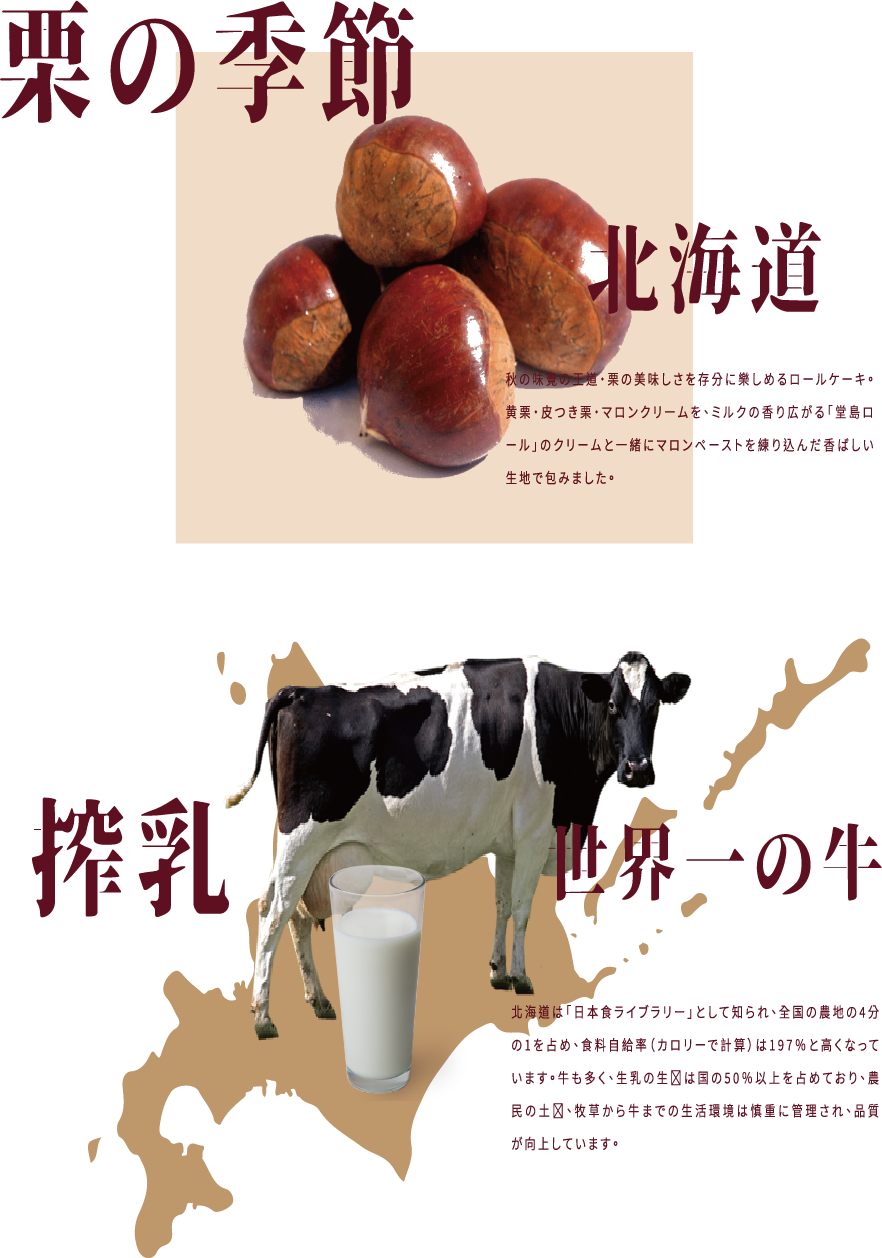 栗の季節
北海道
秋の味覚の王道・栗の美味しさを存分に樂しめるロールケーキ。
黄栗・皮つき栗・マロンクリームを、ミルクの香り広がる「堂島ロ
ール」のクリームと一緒にマロンペーストを練り込んだ香ばしい
生地で包みました。
搾乳
世界一の牛
北海道は「日本食ライブラリー」として知られ、全国の農地の4分
の1を占め、食料自給率（カロリーで計算）は197％と高くなって
います。牛も多く、生乳の生〿は国の50％以上を占めており、農
民の土〿、牧草から牛までの生活環境は慎重に管理され、品質
が向上しています。